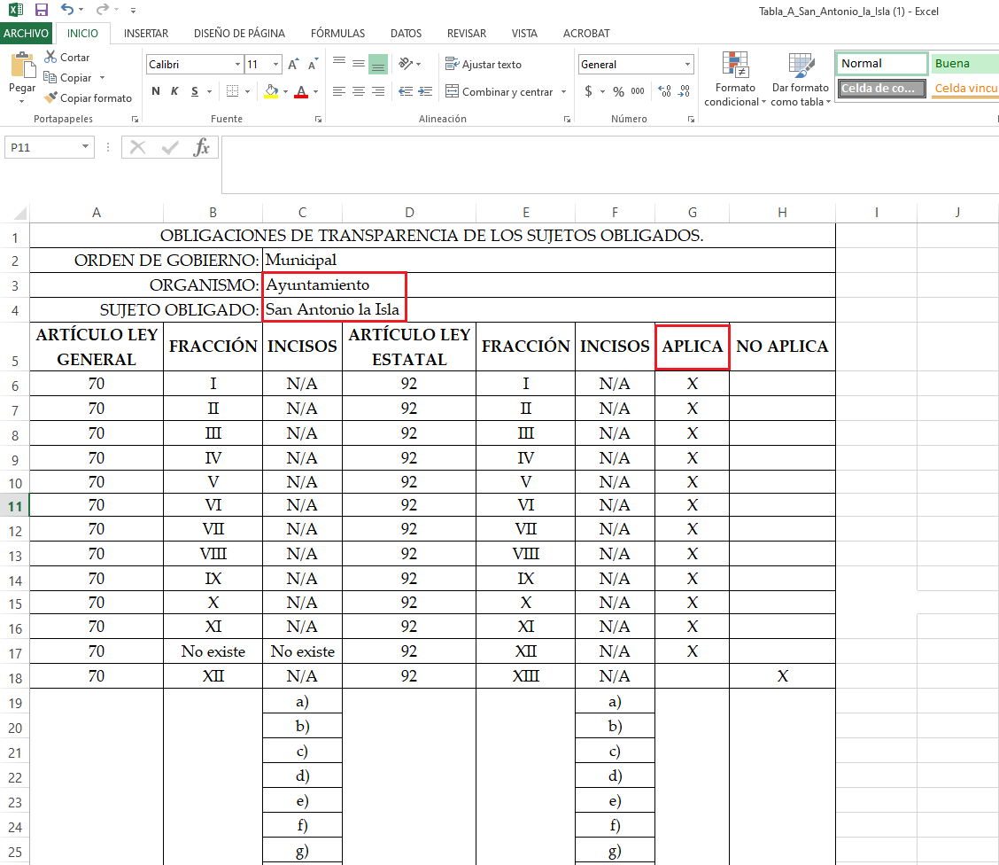 Tabla_A_San_Antonio_la_Isla (1) - Excel
ARCHIVO INICIO INSERTAR DISEÑO DE PÁGINA FÓRMULAS DATOS REVISAR VISTA ACROBAT
Pegar
Cortar
Copiar
Copiar formato
Portapapeles
Calibri 11 A A
N K S A
Fuente
Ajustar texto
Combinar y centrar
Alineación
General
$ % 000
Número
Formato condicional
Dar formato como tabla
Normal Buena
Celda de co... Celda vincu
P11 fx
A B C D E F G H I J
1 OBLIGACIONES DE TRANSPARENCIA DE LOS SUJETOS OBLIGADOS.
2 ORDEN DE GOBIERNO: Municipal
3 ORGANISMO: Ayuntamiento
4 SUJETO OBLIGADO: San Antonio la Isla
5 ARTÍCULO LEY GENERAL FRACCIÓN INCISOS ARTÍCULO LEY ESTATAL FRACCIÓN INCISOS APLICA NO APLICA
6 70 I N/A 92 I N/A X
7 70 II N/A 92 II N/A X
8 70 III N/A 92 III N/A X
9 70 IV N/A 92 IV N/A X
10 70 V N/A 92 V N/A X
11 70 VI N/A 92 VI N/A X
12 70 VII N/A 92 VII N/A X
13 70 VIII N/A 92 VIII N/A X
14 70 IX N/A 92 IX N/A X
15 70 X N/A 92 X N/A X
16 70 XI N/A 92 XI N/A X
17 70 No existe No existe 92 XII N/A X
18 70 XII N/A 92 XIII N/A X
19 a) a)
20 b) b)
21 c) c)
22 d) d)
23 e) e)
24 f) f)
25 g) g)